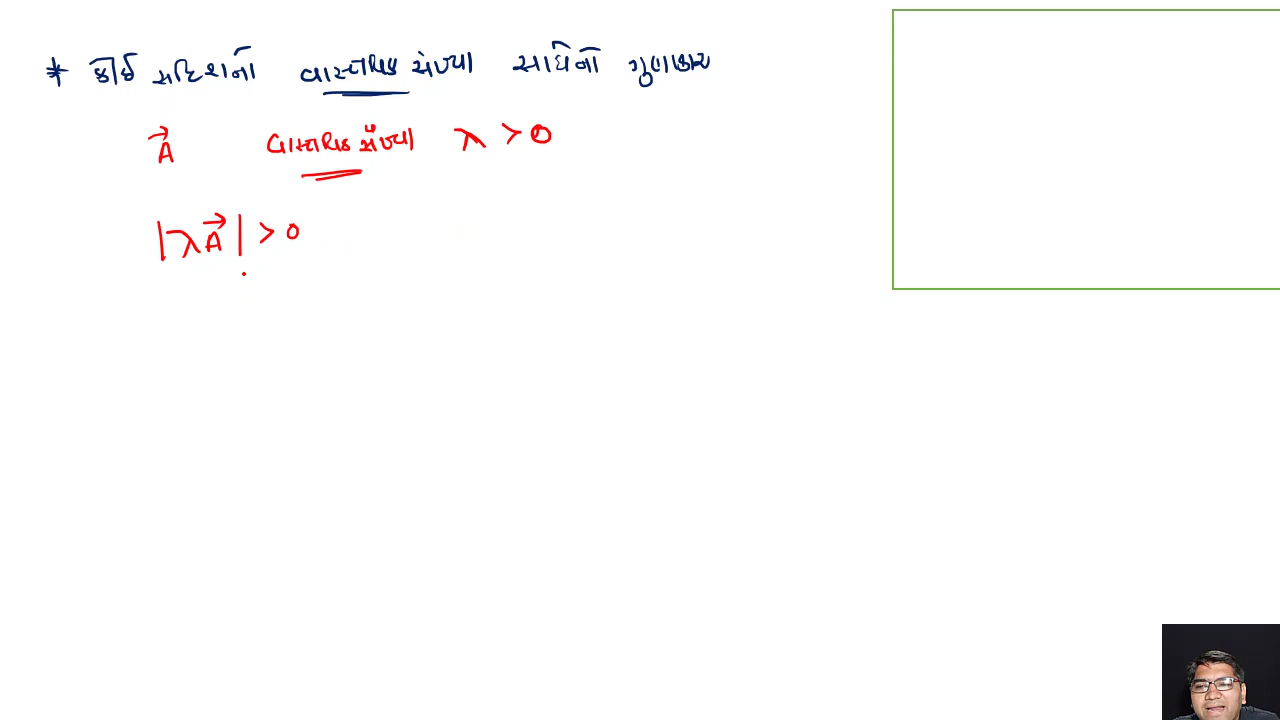 * કોઈ સદિશનો વાસ્તવિક સંખ્યા સાથેનો ગુણાકાર
A⃗ વાસ્તવિક સંખ્યા λ > 0
|λA⃗| > 0